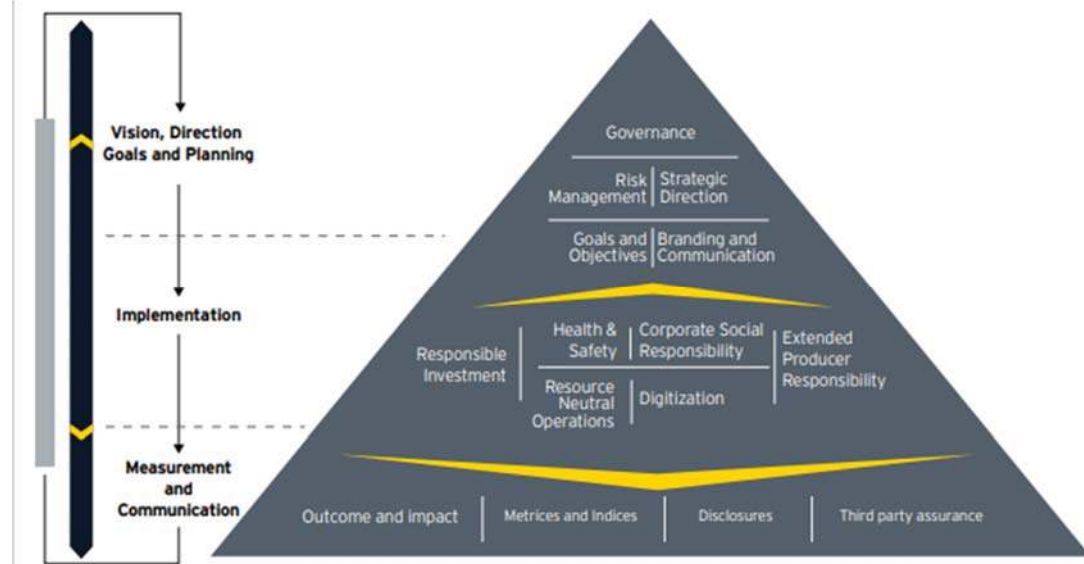 Vision, Direction
Goals and Planning
Implementation
Measurement
and
Communication
Governance
Risk
Management
Strategic
Direction
Goals and
Objectives
Branding and
Communication
Responsible
Investment
Health &
Safety
Corporate Social
Responsibility
Resource
Neutral
Operations
Digitization
Extended
Producer
Responsibility
Outcome and impact
Metrices and Indices
Disclosures
Third party assurance